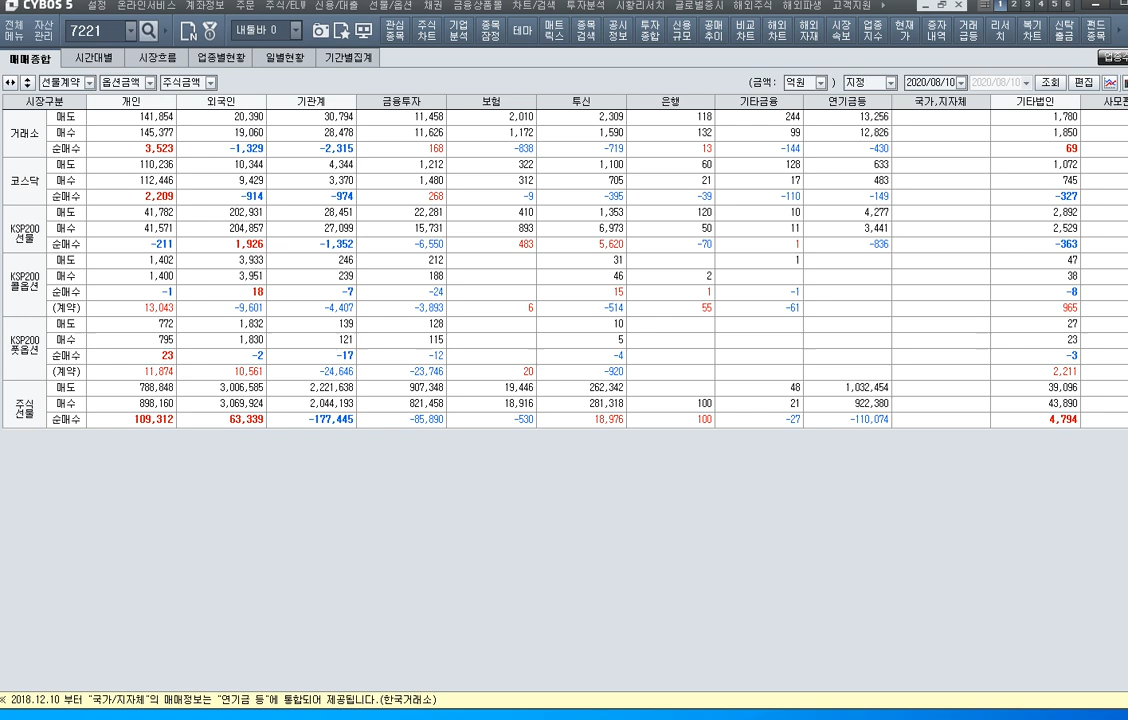 CYBOS 5 설정 온라인서비스 계좌정보 주문 주식/ELW 신용/대출 선물/옵션 채권 금융상품몰 차트/검색 투자분석 시황리서치 글로벌증시 해외주식 해외파생 고객지원 1 2 3 4 5 6
전체 메뉴 자산 관리 7221 내툴바 0 관심 종목 주식 차트 기업 분석 종목 잠정 테마 매트 릭스 종목 검색 공시 정보 투자 종합 신용 규모 공매 추이 비교 차트 해외 차트 해외 자재 시장 속보 업종 지수 현재 가 증자 내역 거래 급등 리서 치 복기 차트 신탁 출금 펀드 종목
매매종합 시간대별 시장흐름 업종별현황 일별현황 기간별집계
선물계약 옵션금액 주식금액 (금액: 억원 ) 지정 2020/08/10 2020/08/10 조회 편집
시장구분 개인 외국인 기관계 금융투자 보험 투신 은행 기타금융 연기금등 국가,지자체 기타법인 사모펀
거래소 매도 141,854 20,390 30,794 11,458 2,010 2,309 118 244 13,256 1,780
매수 145,377 19,060 28,478 11,626 1,172 1,590 132 99 12,826 1,850
순매수 3,523 -1,329 -2,315 168 -838 -719 13 -144 -430 69
코스닥 매도 110,236 10,344 4,344 1,212 322 1,100 60 128 633 1,072
매수 112,446 9,429 3,370 1,480 312 705 21 17 483 745
순매수 2,209 -914 -974 268 -9 -395 -39 -110 -149 -327
KSP200 선물 매도 41,782 202,931 28,451 22,281 410 1,353 120 10 4,277 2,892
매수 41,571 204,857 27,099 15,731 893 6,973 50 11 3,441 2,529
순매수 -211 1,926 -1,352 -6,550 483 5,620 -70 1 -836 -363
KSP200 콜옵션 매도 1,402 3,933 246 212 31 1 47
매수 1,400 3,951 239 188 46 2 38
순매수 -1 18 -7 -24 15 1 -1 -8
(계약) 13,043 -9,601 -4,407 -3,893 6 -514 55 -61 965
KSP200 풋옵션 매도 772 1,832 139 128 10 27
매수 795 1,830 121 115 5 23
순매수 23 -2 -17 -12 -4 -3
(계약) 11,874 10,561 -24,646 -23,746 20 -920 2,211
주식 선물 매도 788,848 3,006,585 2,221,638 907,348 19,446 262,342 48 1,032,454 39,096
매수 898,160 3,069,924 2,044,193 821,458 18,916 281,318 100 21 922,380 43,890
순매수 109,312 63,339 -177,445 -85,890 -530 18,976 100 -27 -110,074 4,794
※ 2018.12.10 부터 "국가/지자체"의 매매정보는 "연기금 등"에 통합되어 제공됩니다.(한국거래소)